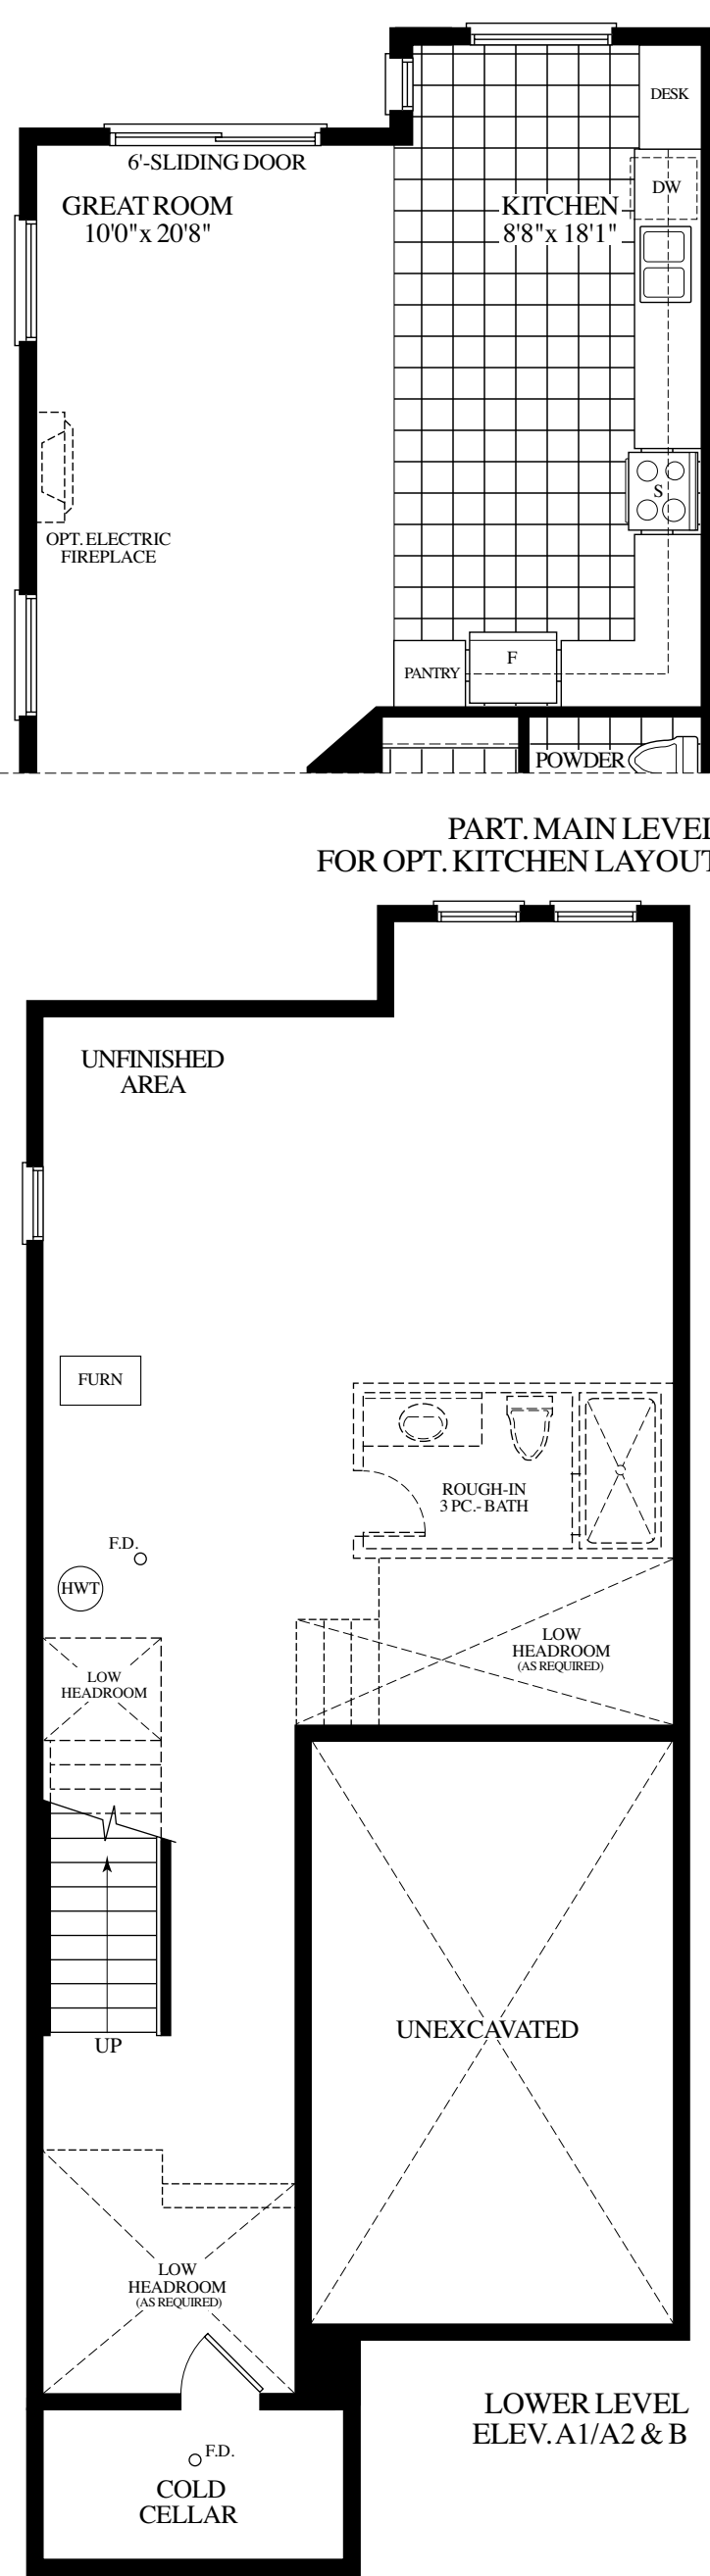 DESK
6'-SLIDING DOOR
DW
GREAT ROOM
10'0" x 20'8"
KITCHEN
8'8" x 18'1"
S
OPT. ELECTRIC
FIREPLACE
F
PANTRY
POWDER
PART. MAIN LEVEL
FOR OPT. KITCHEN LAYOUT
UNFINISHED
AREA
FURN
ROUGH-IN
3 PC.- BATH
F.D.
HWT
LOW
HEADROOM
(AS REQUIRED)
LOW
HEADROOM
UNEXCAVATED
UP
LOW
HEADROOM
(AS REQUIRED)
LOWER LEVEL
ELEV. A1/A2 & B
F.D.
COLD
CELLAR